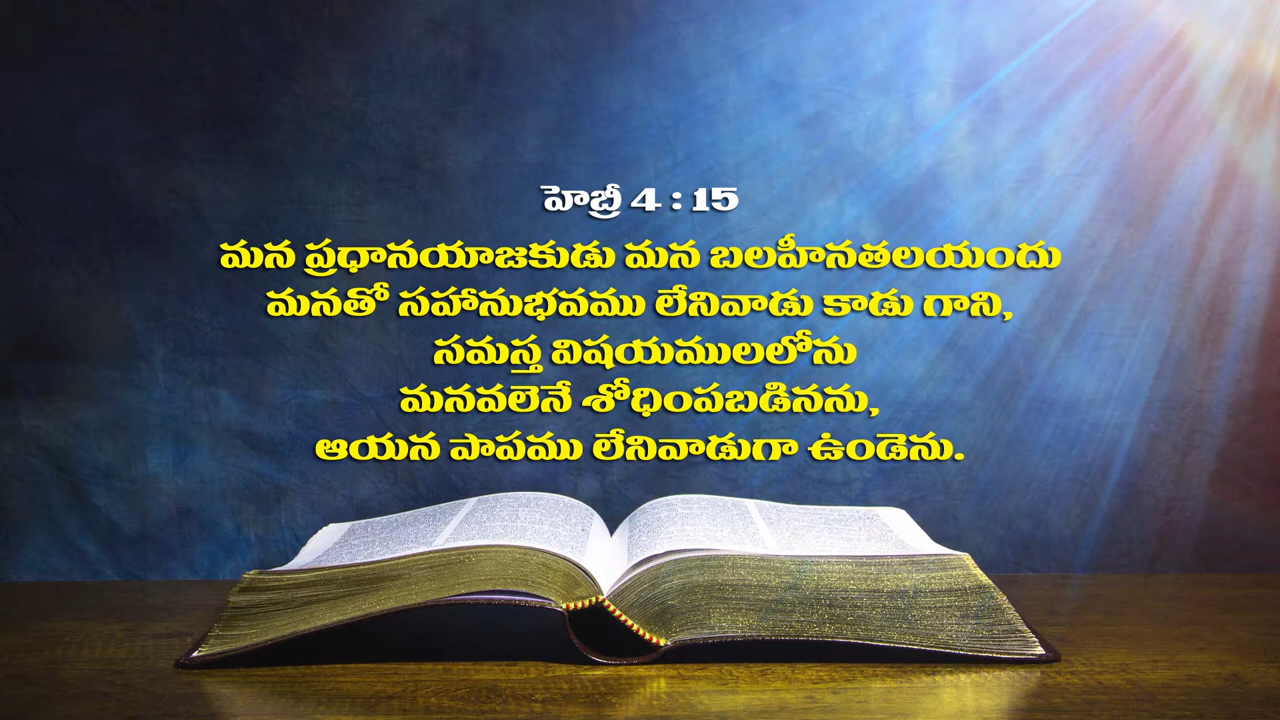 హెబ్రీ 4 : 15
మన ప్రధానయాజకుడు మన బలహీనతలయందు
మనతో సహానుభవము లేనివాడు కాడు గాని,
సమస్త విషయములలోను
మనవలెనే శోధింపబడినను,
ఆయన పాపము లేనివాడుగా ఉండెను.